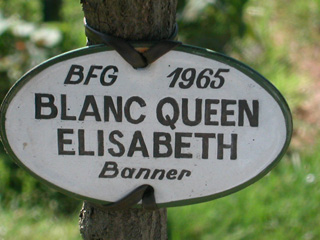 BFG 1965
BLANC QUEEN
ELISABETH
Banner